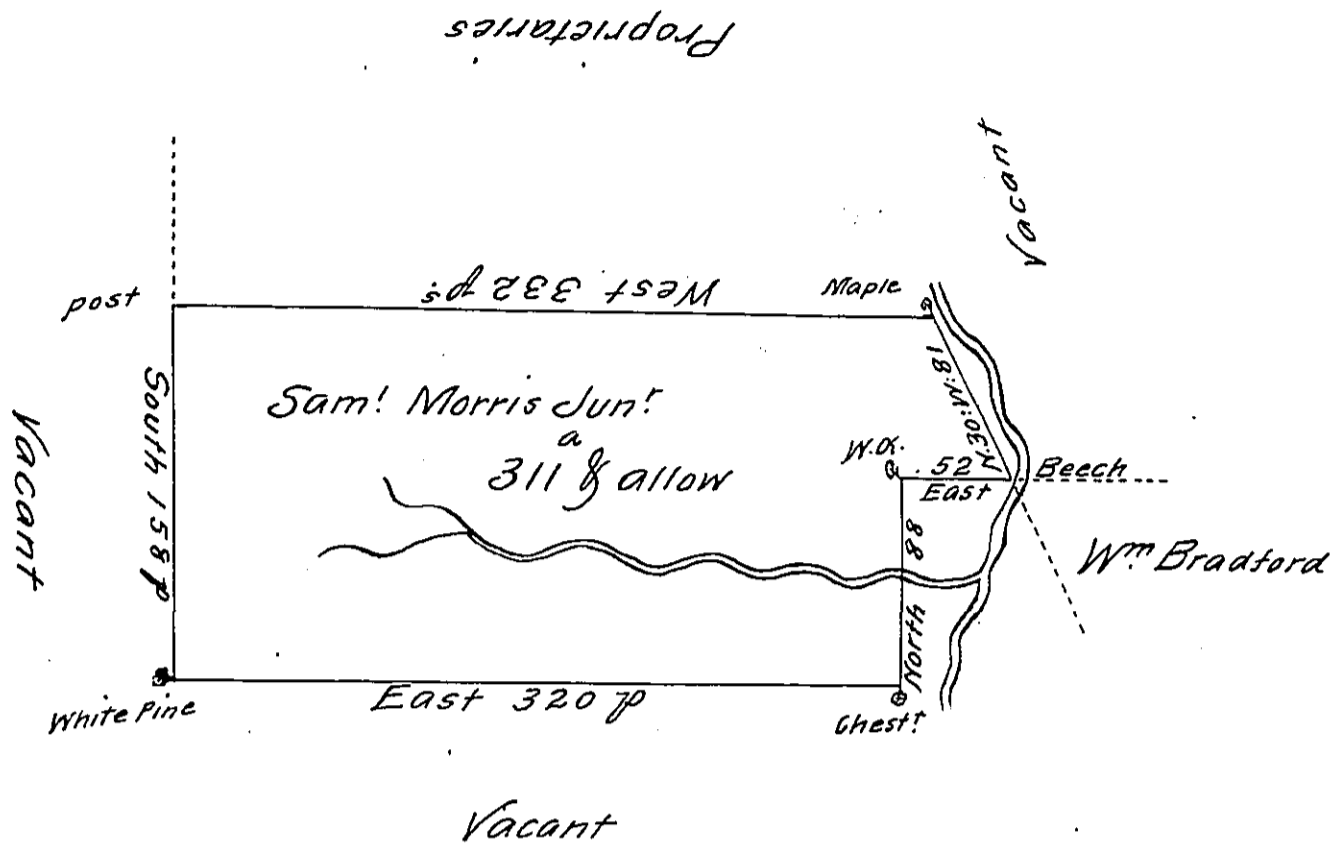 Proprietaries
Vacant
West 332 ps.
Maple
post
South 158 p
Vacant
Saml. Morris Junr.
a
311 & allow
N.30:W:81
W.O.
52
East
Beech
North 88
Wm. Bradford
White Pine
East 320 p
Chestt.
Vacant